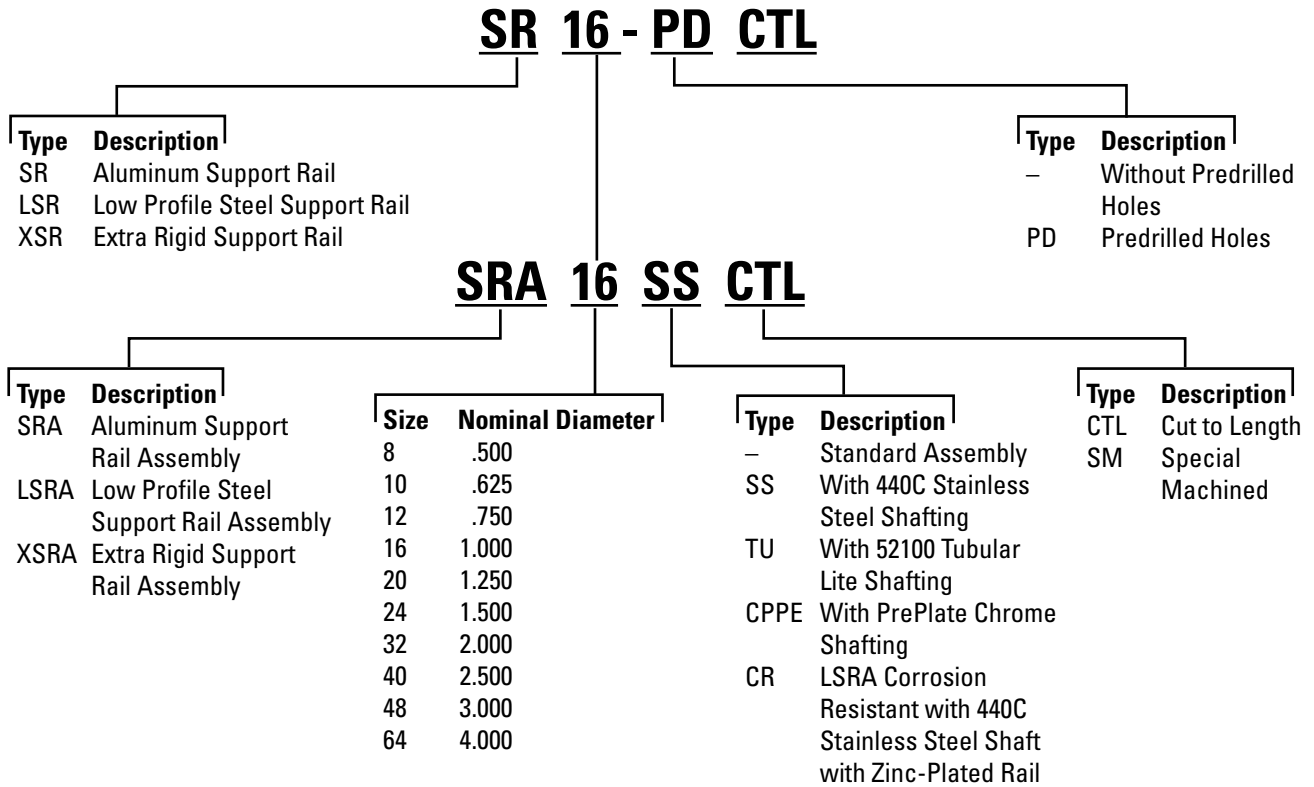 SR 16 - PD CTL
Type Description
SR Aluminum Support Rail
LSR Low Profile Steel Support Rail
XSR Extra Rigid Support Rail
Type Description
– Without Predrilled
Holes
PD Predrilled Holes
SRA 16 SS CTL
Type Description
SRA Aluminum Support
Rail Assembly
LSRA Low Profile Steel
Support Rail Assembly
XSRA Extra Rigid Support
Rail Assembly
Size Nominal Diameter
8 .500
10 .625
12 .750
16 1.000
20 1.250
24 1.500
32 2.000
40 2.500
48 3.000
64 4.000
Type Description
– Standard Assembly
SS With 440C Stainless
Steel Shafting
TU With 52100 Tubular
Lite Shafting
CPPE With PrePlate Chrome
Shafting
CR LSRA Corrosion
Resistant with 440C
Stainless Steel Shaft
with Zinc-Plated Rail
Type Description
CTL Cut to Length
SM Special
Machined